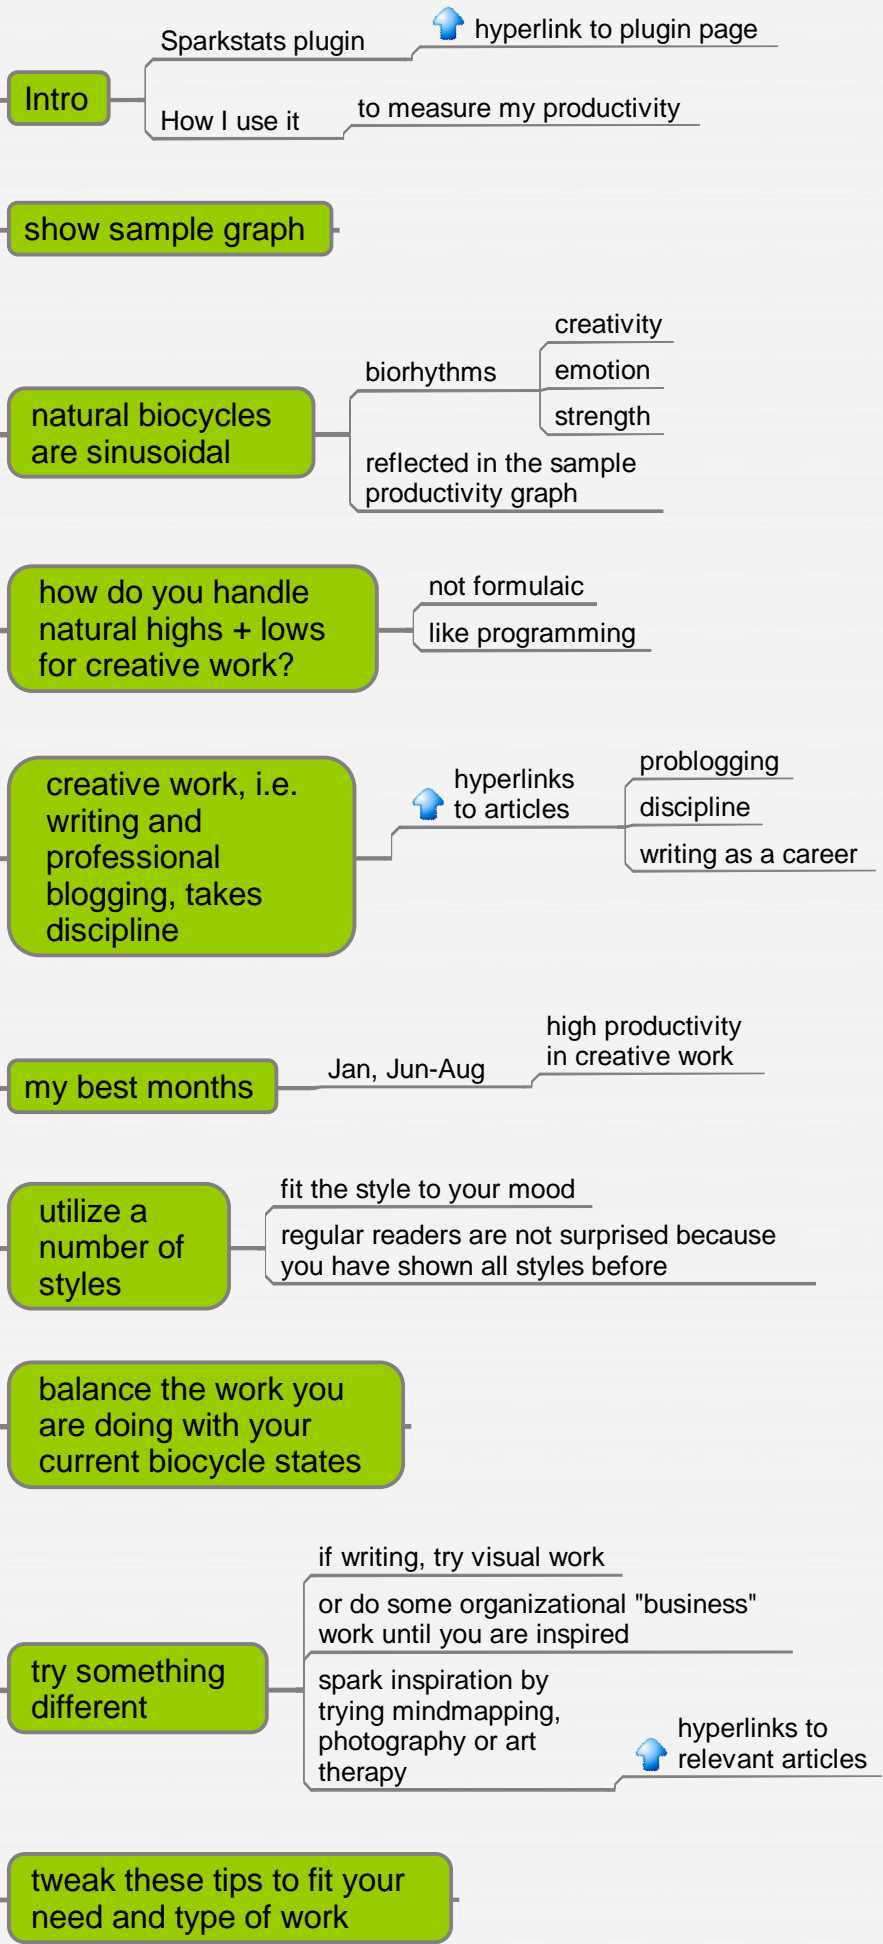 Sparkstats plugin
hyperlink to plugin page
Intro
How I use it
to measure my productivity
show sample graph
natural biocycles
are sinusoidal
biorhythms
creativity
emotion
strength
reflected in the sample
productivity graph
how do you handle
natural highs + lows
for creative work?
not formulaic
like programming
creative work, i.e.
writing and
professional
blogging, takes
discipline
hyperlinks
to articles
problogging
discipline
writing as a career
my best months
Jan, Jun-Aug
high productivity
in creative work
utilize a
number of
styles
fit the style to your mood
regular readers are not surprised because
you have shown all styles before
balance the work you
are doing with your
current biocycle states
try something
different
if writing, try visual work
or do some organizational "business"
work until you are inspired
spark inspiration by
trying mindmapping,
photography or art
therapy
hyperlinks to
relevant articles
tweak these tips to fit your
need and type of work